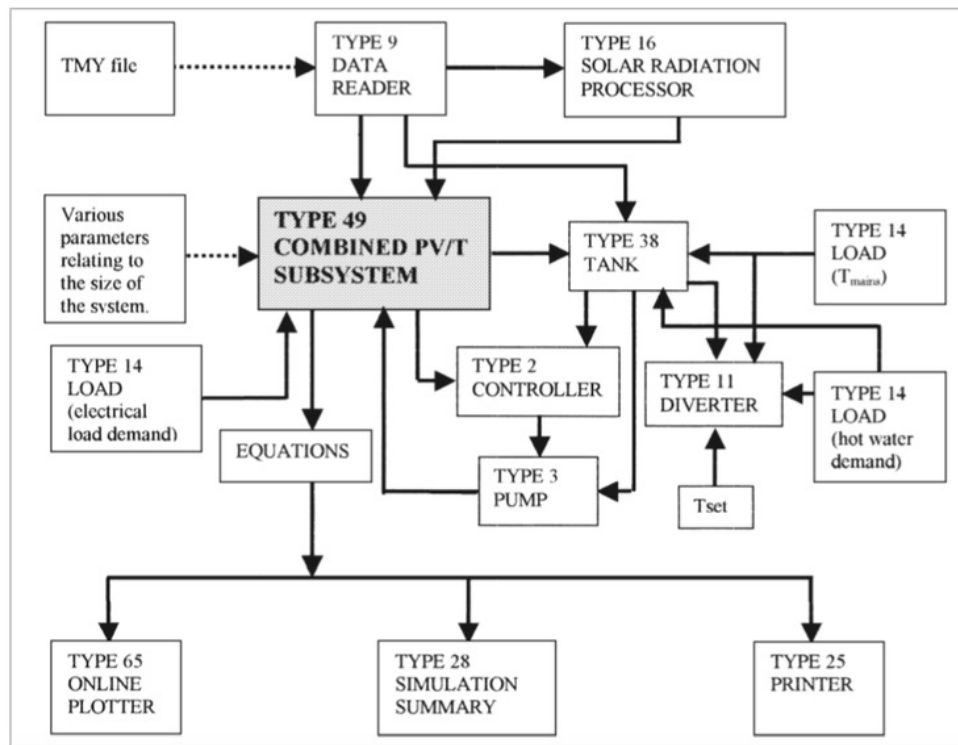 TYPE 9
DATA
READER
TYPE 16
SOLAR RADIATION
PROCESSOR
TMY file
Various
parameters
relating to
the size of
the system.
TYPE 49
COMBINED PV/T
SUBSYSTEM
TYPE 38
TANK
TYPE 14
LOAD
(Tmains)
TYPE 14
LOAD
(electrical
load demand)
TYPE 2
CONTROLLER
TYPE 11
DIVERTER
TYPE 14
LOAD
(hot water
demand)
EQUATIONS
TYPE 3
PUMP
Tset
TYPE 65
ONLINE
PLOTTER
TYPE 28
SIMULATION
SUMMARY
TYPE 25
PRINTER